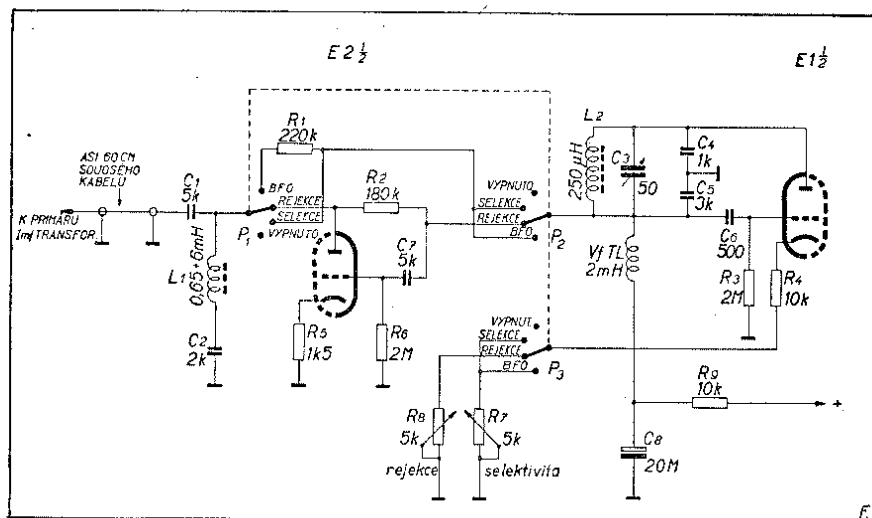 E2½
E1½
ASI 60 CM
SOUOSÉHO
KABELU
C1
5k
K PRIMÁRU
Imf TRANSFOR.
L1
0,65+6mH
C2
2k
R1
220k
BFO
REJEKCE
SELEKCE
VYPNUTO
P1
R2
180k
C7
5k
R5
1k5
R6
2M
VYPNUTO
SELEKCE
REJEKCE
BFO
P2
VYPNUT.
SELEKCE
REJEKCE
BFO
P3
R8
5k
rejekce
R7
5k
selektivita
L2
250μH
C3
50
C4
1k
C5
3k
C6
500
Vf TL
2mH
R3
2M
R4
10k
R9
10k
+
C8
20M